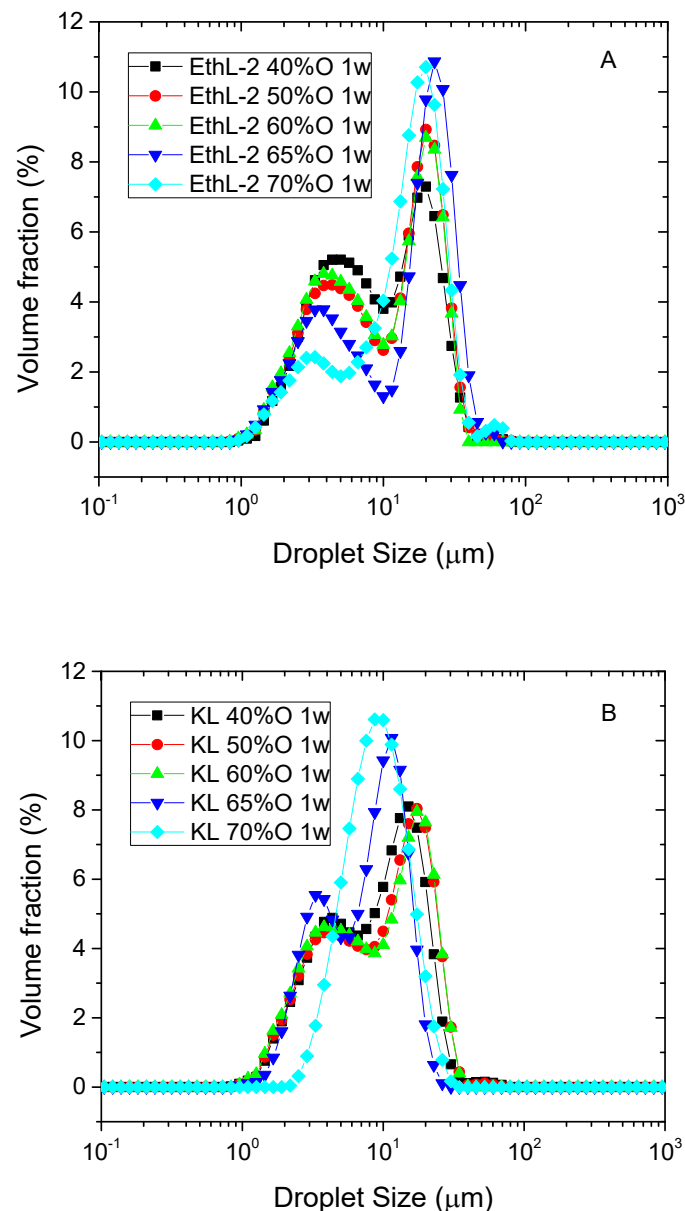 12
10
8
6
4
2
0
Volume fraction (%)
A
EthL-2 40%O 1w
EthL-2 50%O 1w
EthL-2 60%O 1w
EthL-2 65%O 1w
EthL-2 70%O 1w
10⁻¹ 10⁰ 10¹ 10² 10³
Droplet Size (μm)
12
10
8
6
4
2
0
Volume fraction (%)
B
KL 40%O 1w
KL 50%O 1w
KL 60%O 1w
KL 65%O 1w
KL 70%O 1w
10⁻¹ 10⁰ 10¹ 10² 10³
Droplet Size (μm)